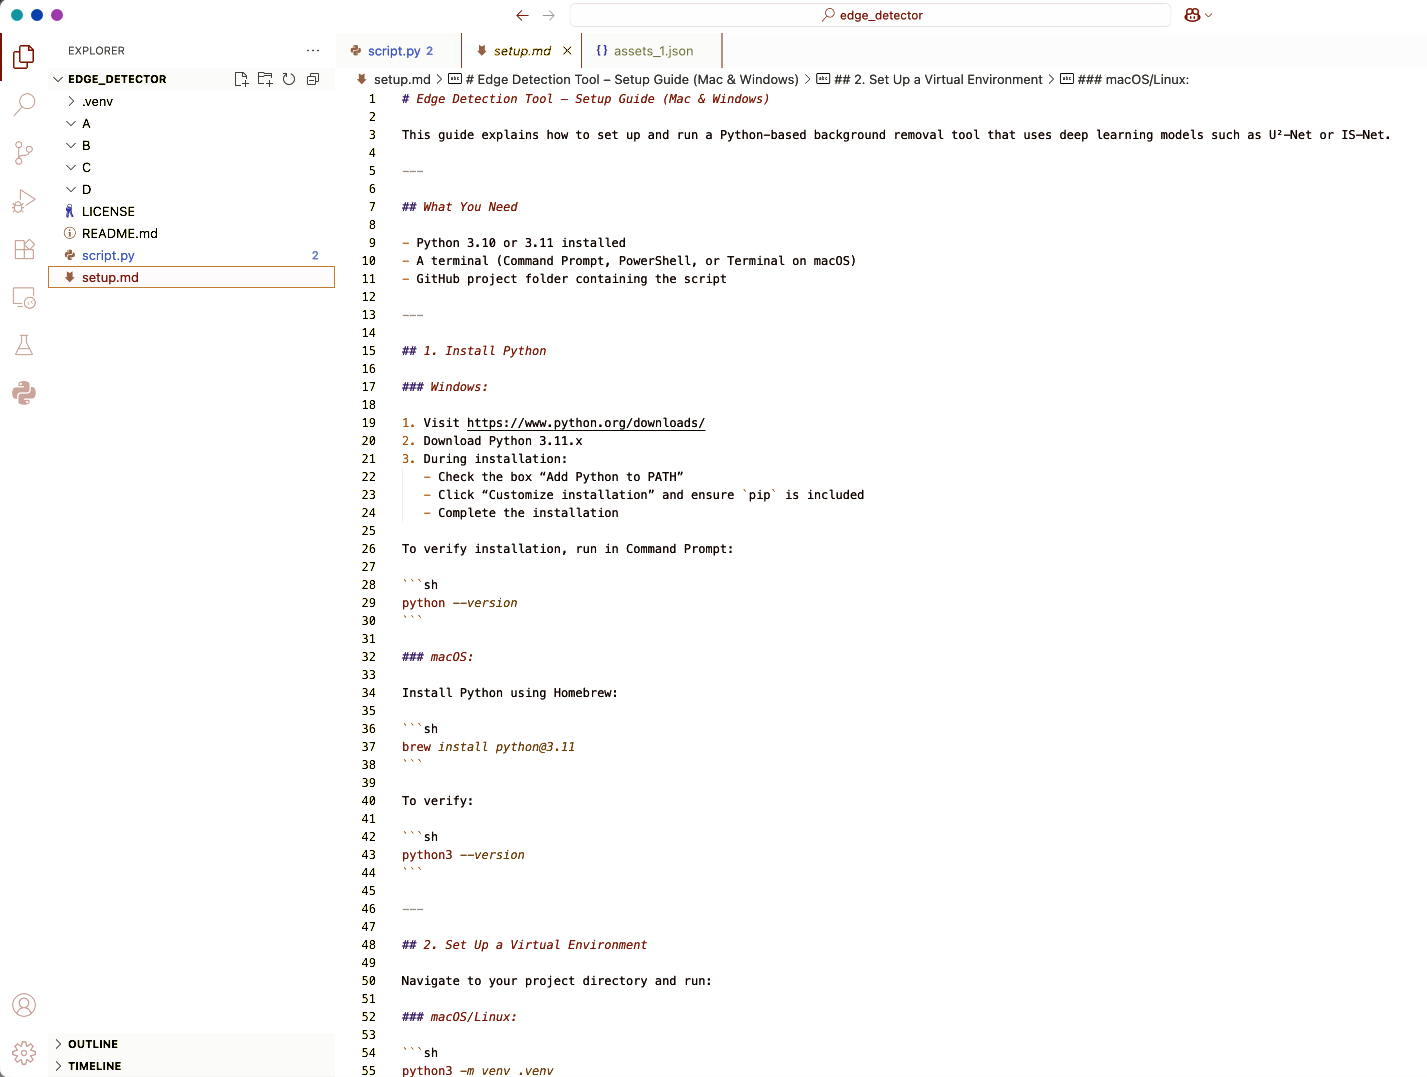 edge_detector
EXPLORER
EDGE_DETECTOR
.venv
A
B
C
D
LICENSE
README.md
script.py 2
setup.md
OUTLINE
TIMELINE
script.py 2
setup.md
{} assets_1.json
setup.md > # Edge Detection Tool – Setup Guide (Mac & Windows) > ## 2. Set Up a Virtual Environment > ### macOS/Linux:
1 # Edge Detection Tool – Setup Guide (Mac & Windows)
2
3 This guide explains how to set up and run a Python-based background removal tool that uses deep learning models such as U²-Net or IS-Net.
4
5 ---
6
7 ## What You Need
8
9 - Python 3.10 or 3.11 installed
10 - A terminal (Command Prompt, PowerShell, or Terminal on macOS)
11 - GitHub project folder containing the script
12
13 ---
14
15 ## 1. Install Python
16
17 ### Windows:
18
19 1. Visit https://www.python.org/downloads/
20 2. Download Python 3.11.x
21 3. During installation:
22 - Check the box “Add Python to PATH”
23 - Click “Customize installation” and ensure `pip` is included
24 - Complete the installation
25
26 To verify installation, run in Command Prompt:
27
28 ```sh
29 python --version
30 ```
31
32 ### macOS:
33
34 Install Python using Homebrew:
35
36 ```sh
37 brew install python@3.11
38 ```
39
40 To verify:
41
42 ```sh
43 python3 --version
44 ```
45
46 ---
47
48 ## 2. Set Up a Virtual Environment
49
50 Navigate to your project directory and run:
51
52 ### macOS/Linux:
53
54 ```sh
55 python3 -m venv .venv